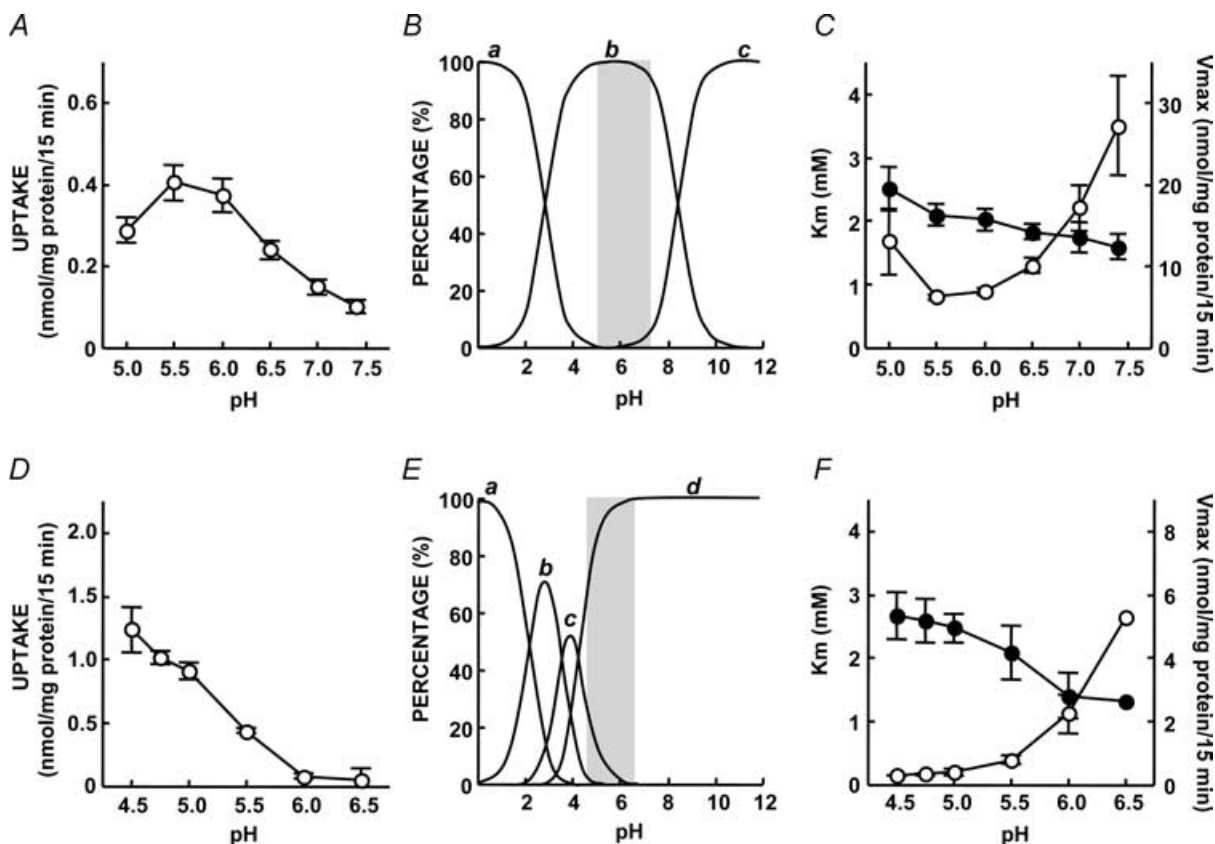 A
UPTAKE
(nmol/mg protein/15 min)
0.6
0.4
0.2
0
5.0 5.5 6.0 6.5 7.0 7.5
pH
B
PERCENTAGE (%)
100
80
60
40
20
0
a b c
2 4 6 8 10 12
pH
C
Km (mM)
4
3
2
1
0
Vmax (nmol/mg protein/15 min)
30
20
10
0
5.0 5.5 6.0 6.5 7.0 7.5
pH
D
UPTAKE
(nmol/mg protein/15 min)
2.0
1.5
1.0
0.5
0
4.5 5.0 5.5 6.0 6.5
pH
E
PERCENTAGE (%)
100
80
60
40
20
0
a d
b
c
2 4 6 8 10 12
pH
F
Km (mM)
4
3
2
1
0
Vmax (nmol/mg protein/15 min)
8
6
4
2
0
4.5 5.0 5.5 6.0 6.5
pH